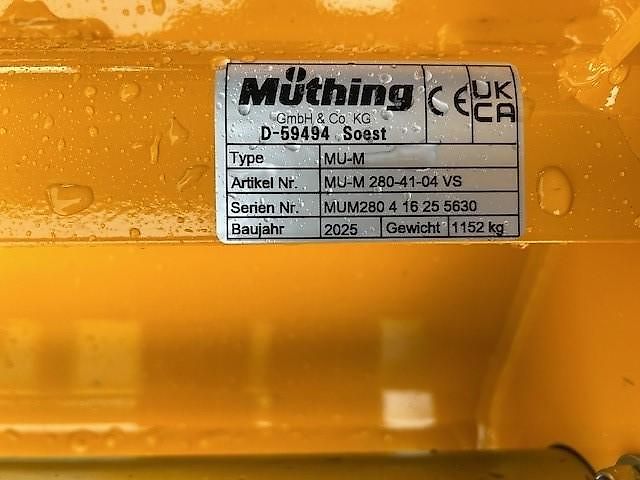 Müthing
GmbH & Co. KG
D-59494 Soest
CE
UK
CA
Type MU-M
Artikel Nr. MU-M 280-41-04 VS
Serien Nr. MUM280 4 16 25 5630
Baujahr 2025 Gewicht 1152 kg